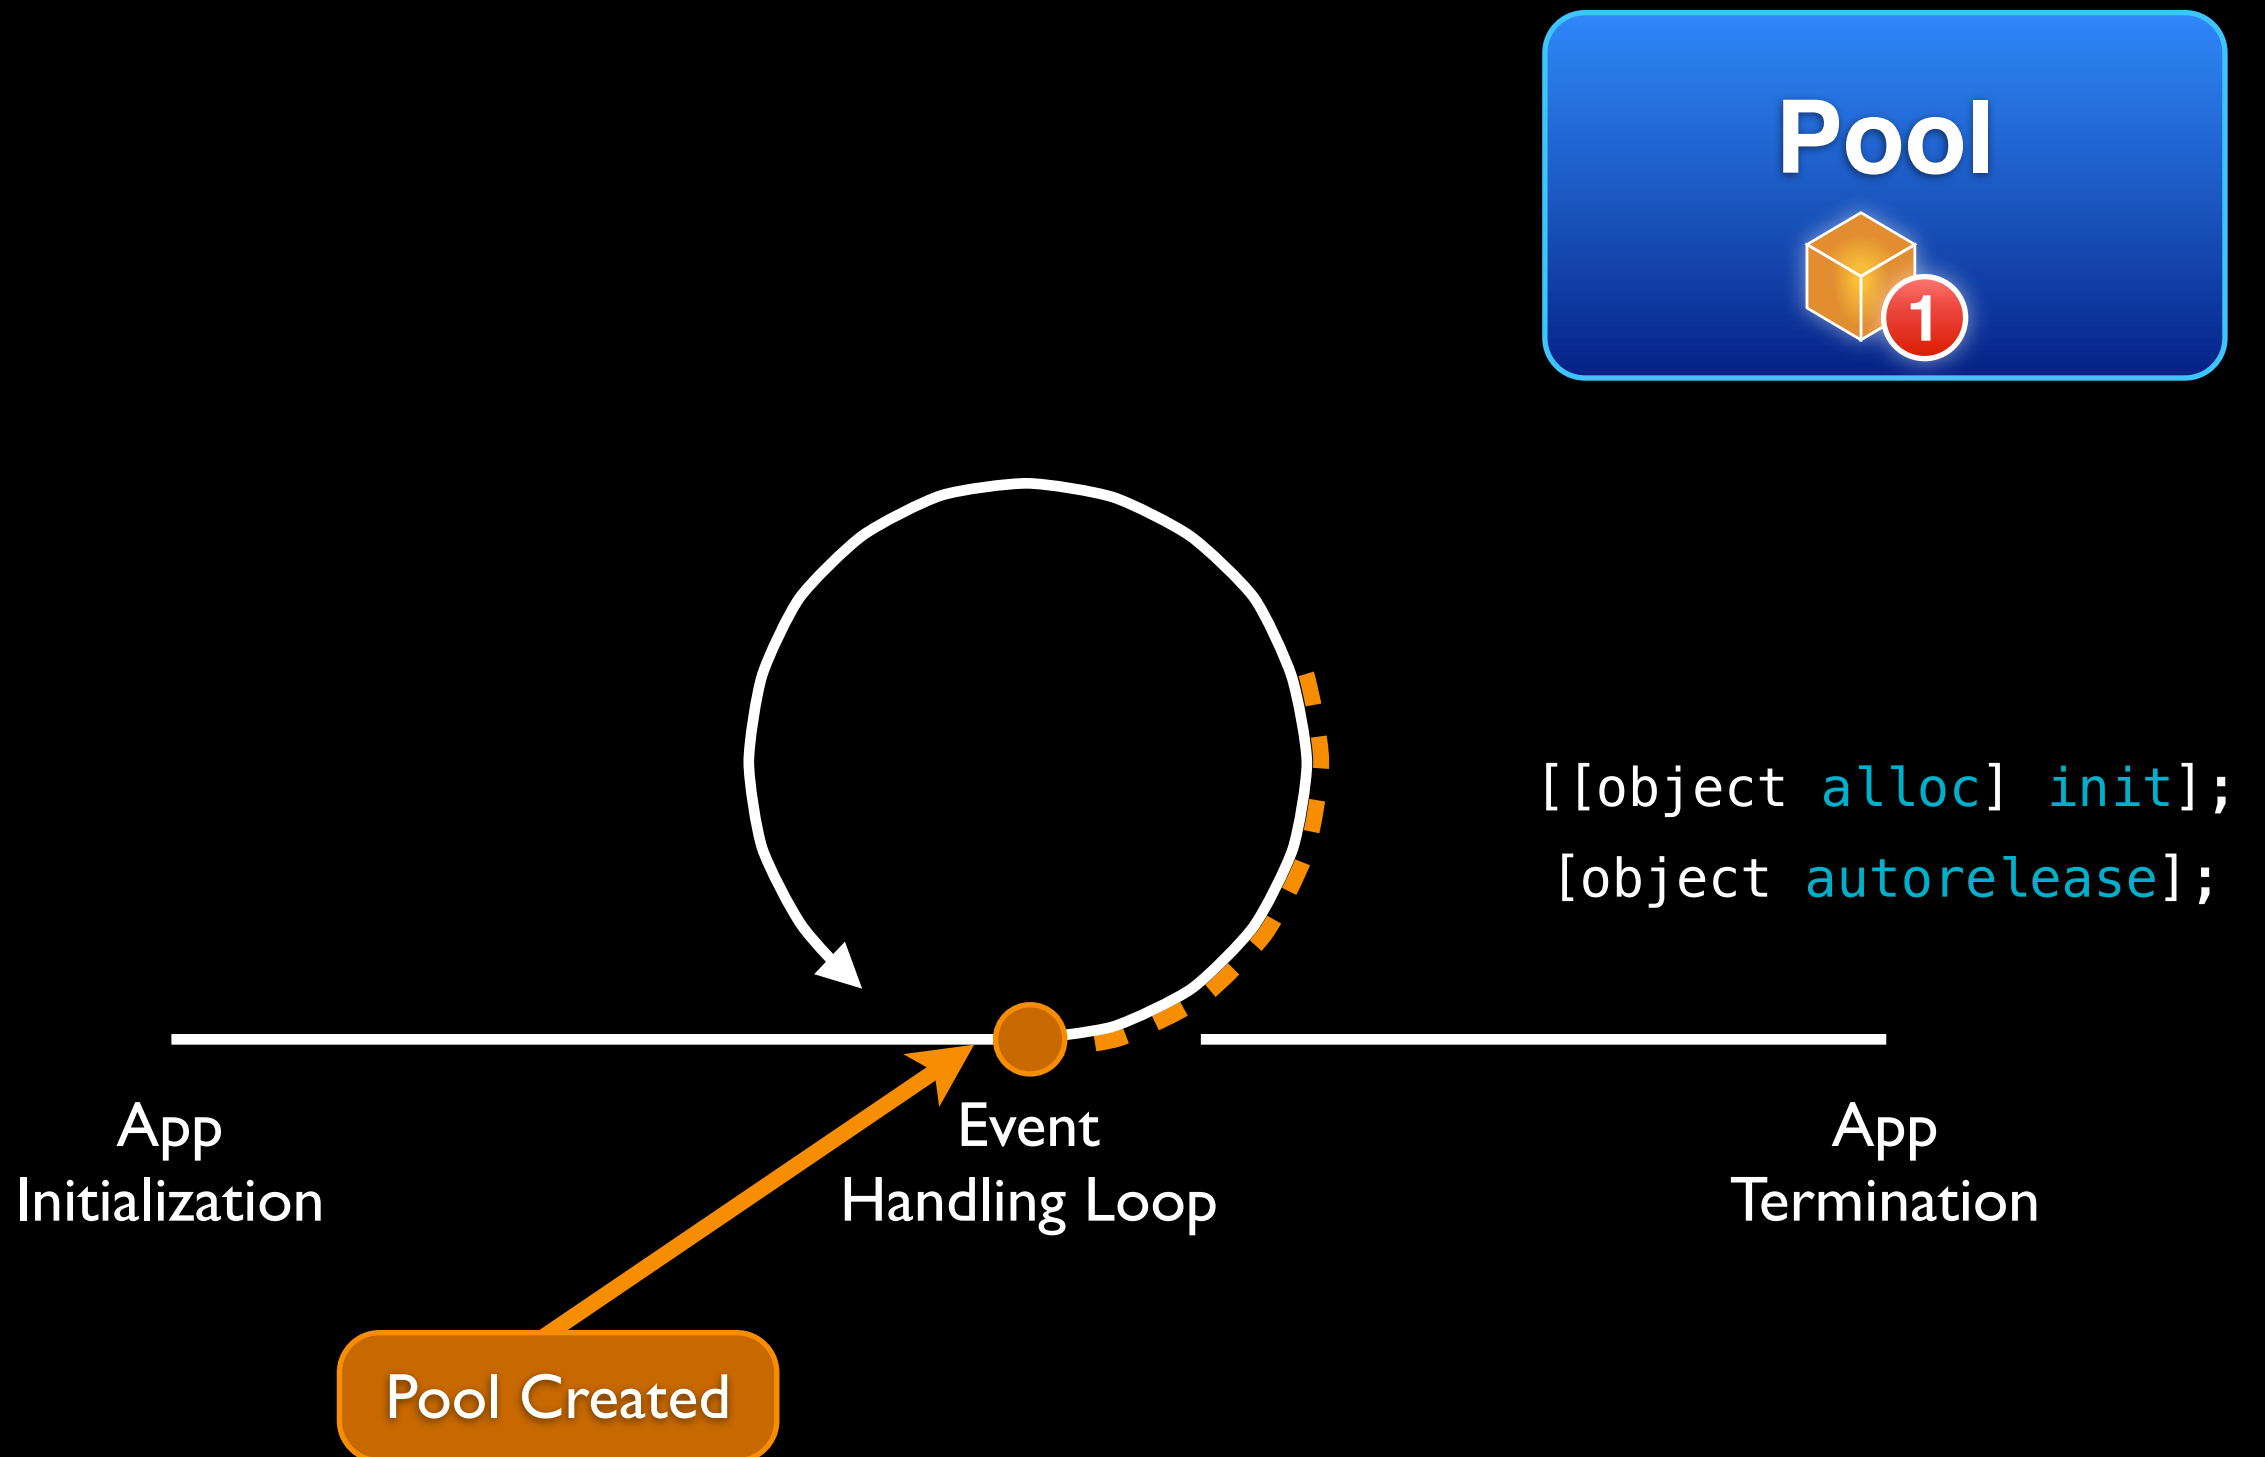 Pool
1
[[object alloc] init];
[object autorelease];
App
Initialization
Event
Handling Loop
App
Termination
Pool Created